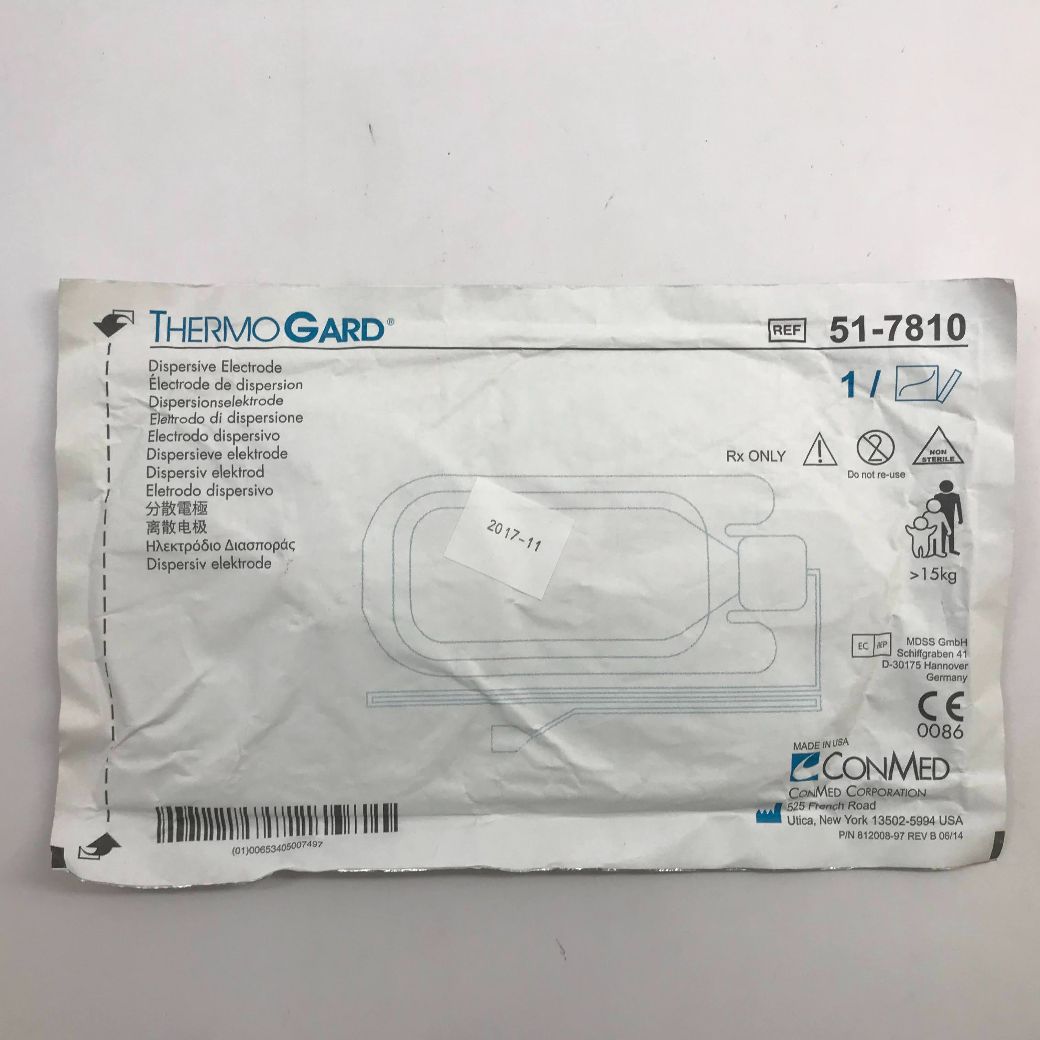 THERMOGARD®
REF 51-7810
Dispersive Electrode
Électrode de dispersion
Dispersionselektrode
Elettrodo di dispersione
Electrodo dispersivo
Dispersieve elektrode
Dispersiv elektrod
Eletrodo dispersivo
分散電極
离散电极
Ηλεκτρόδιο Διασποράς
Dispersiv elektrode
1 /
Rx ONLY
2
Do not re-use
NON
STERILE
2017-11
>15kg
EC REP
MDSS GmbH
Schiffgraben 41
D-30175 Hannover
Germany
CE
0086
MADE IN USA
CONMED
CONMED CORPORATION
525 French Road
Utica, New York 13502-5994 USA
P/N 812008-97 REV B 06/14
(01)00653405007497